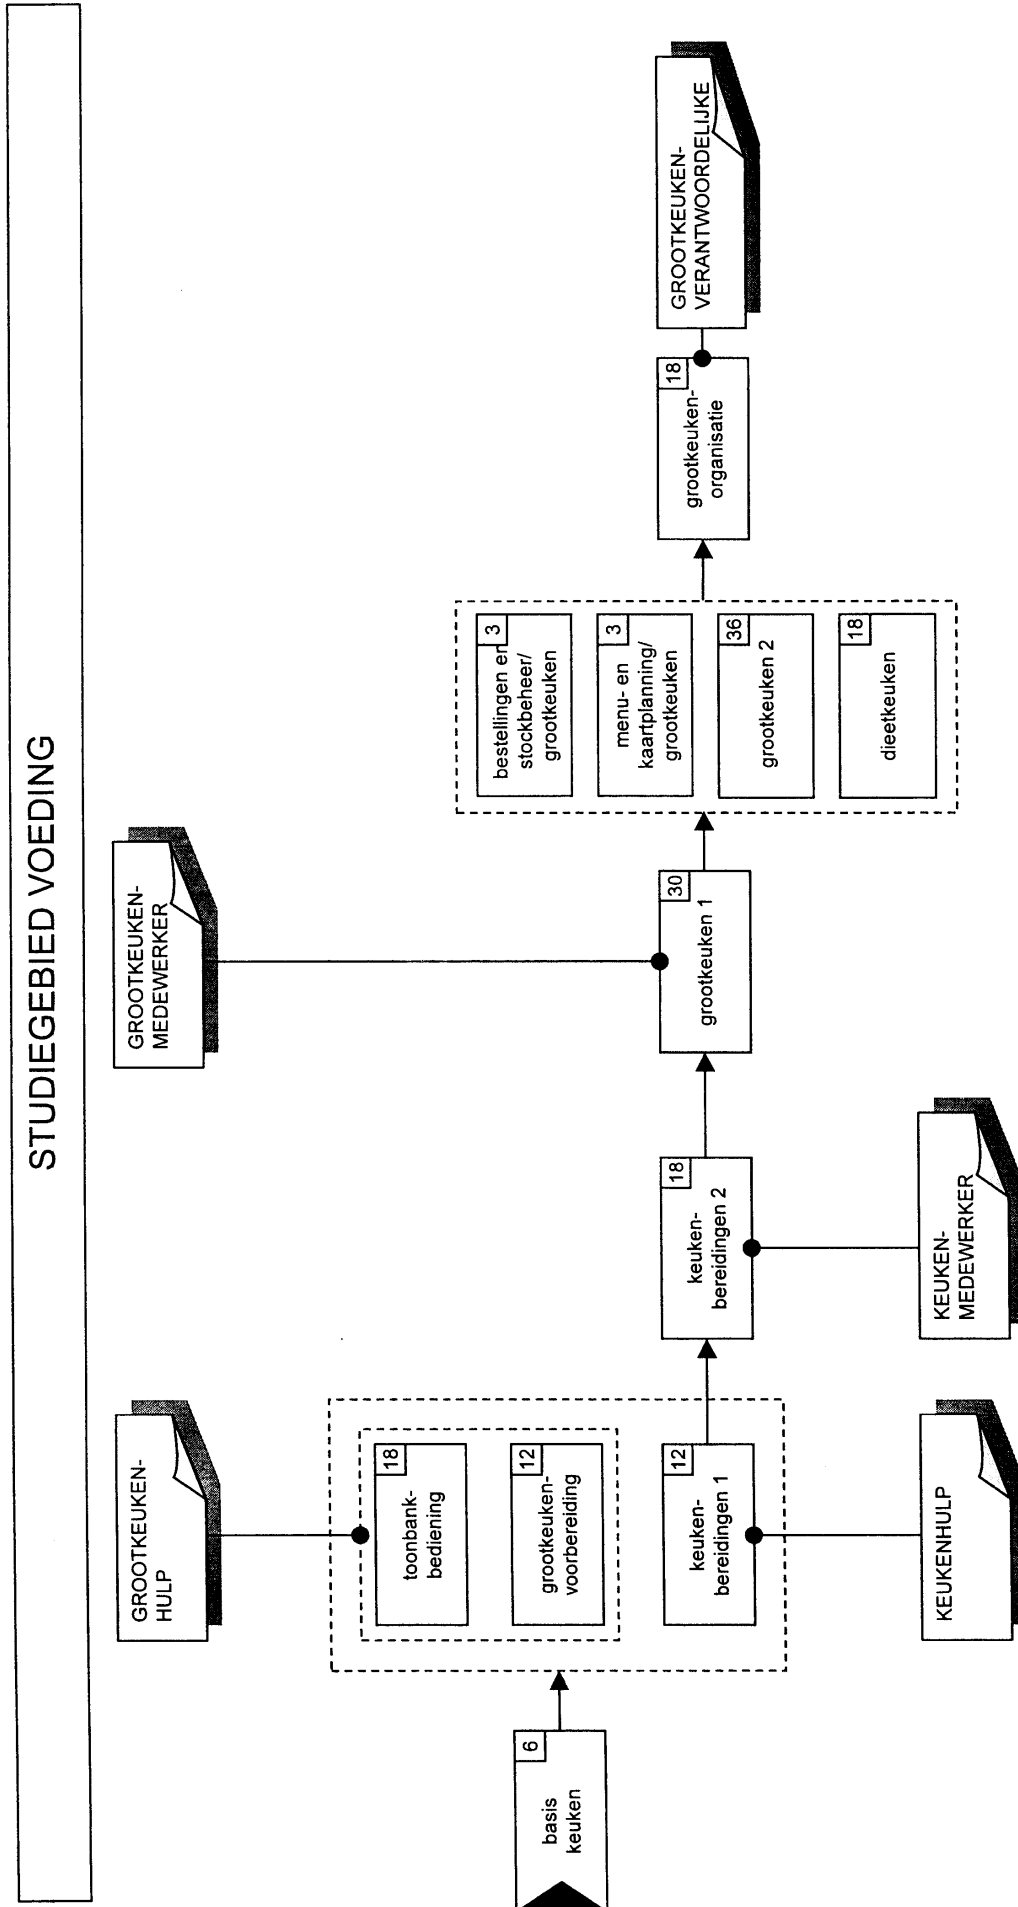 STUDIEGEBIED VOEDING
6
basis
keuken
GROOTKEUKEN-
HULP
18
toonbank-
bediening
12
grootkeuken-
voorbereiding
12
keuken-
bereidingen 1
KEUKENHULP
18
keuken-
bereidingen 2
KEUKEN-
MEDEWERKER
GROOTKEUKEN-
MEDEWERKER
30
grootkeuken 1
3
bestellingen en
stockbeheer/
grootkeuken
3
menu- en
kaartplanning/
grootkeuken
36
grootkeuken 2
18
dieetkeuken
18
grootkeuken-
organisatie
GROOTKEUKEN-
VERANTWOORDELIJKE